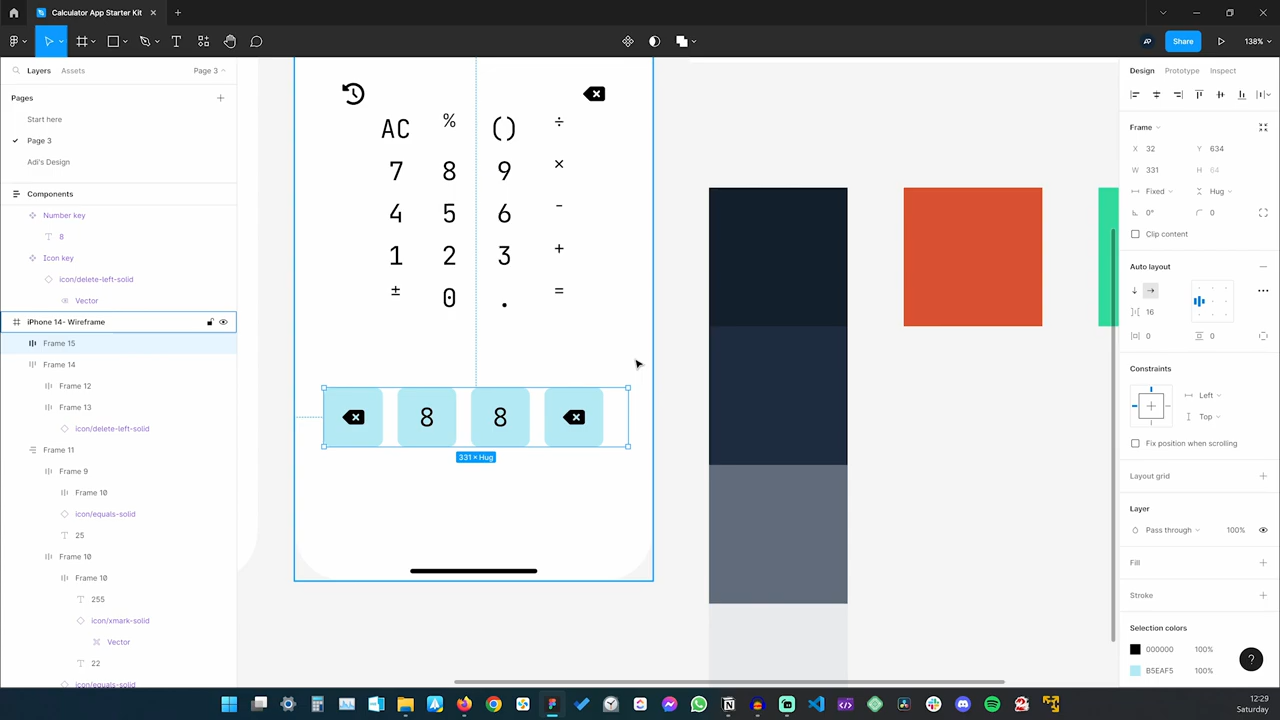 Calculator App Starter Kit
Share
138%
Layers
Assets
Page 3
Pages
Start here
Page 3
Adi's Design
Components
Number key
8
Icon key
icon/delete-left-solid
Vector
iPhone 14- Wireframe
Frame 15
Frame 14
Frame 12
Frame 13
icon/delete-left-solid
Frame 11
Frame 9
Frame 10
icon/equals-solid
25
Frame 10
Frame 10
255
icon/xmark-solid
Vector
22
icon/equals-solid
AC % () ÷
7 8 9 ×
4 5 6 -
1 2 3 +
± 0 . =
8 8
331 × Hug
Design
Prototype
Inspect
Frame
X 32 Y 634
W 331 H 64
Fixed Hug
0° 0
Clip content
Auto layout
16
0 0
Constraints
Left
Top
Fix position when scrolling
Layout grid
Layer
Pass through 100%
Fill
Stroke
Selection colors
000000 100%
B5EAF5 100%
?
12:29
Saturday